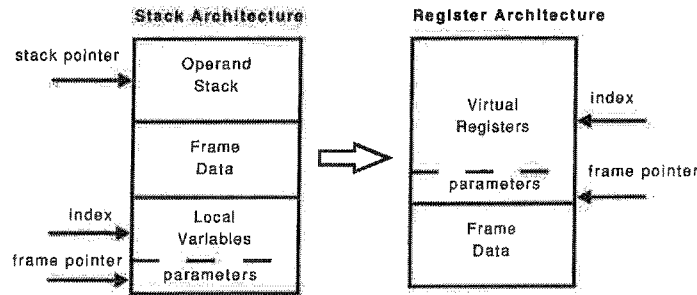 Stack Architecture
stack pointer
Operand
Stack
Frame
Data
index
Local
Variables
frame pointer
parameters
Register Architecture
Virtual
Registers
index
parameters
frame pointer
Frame
Data